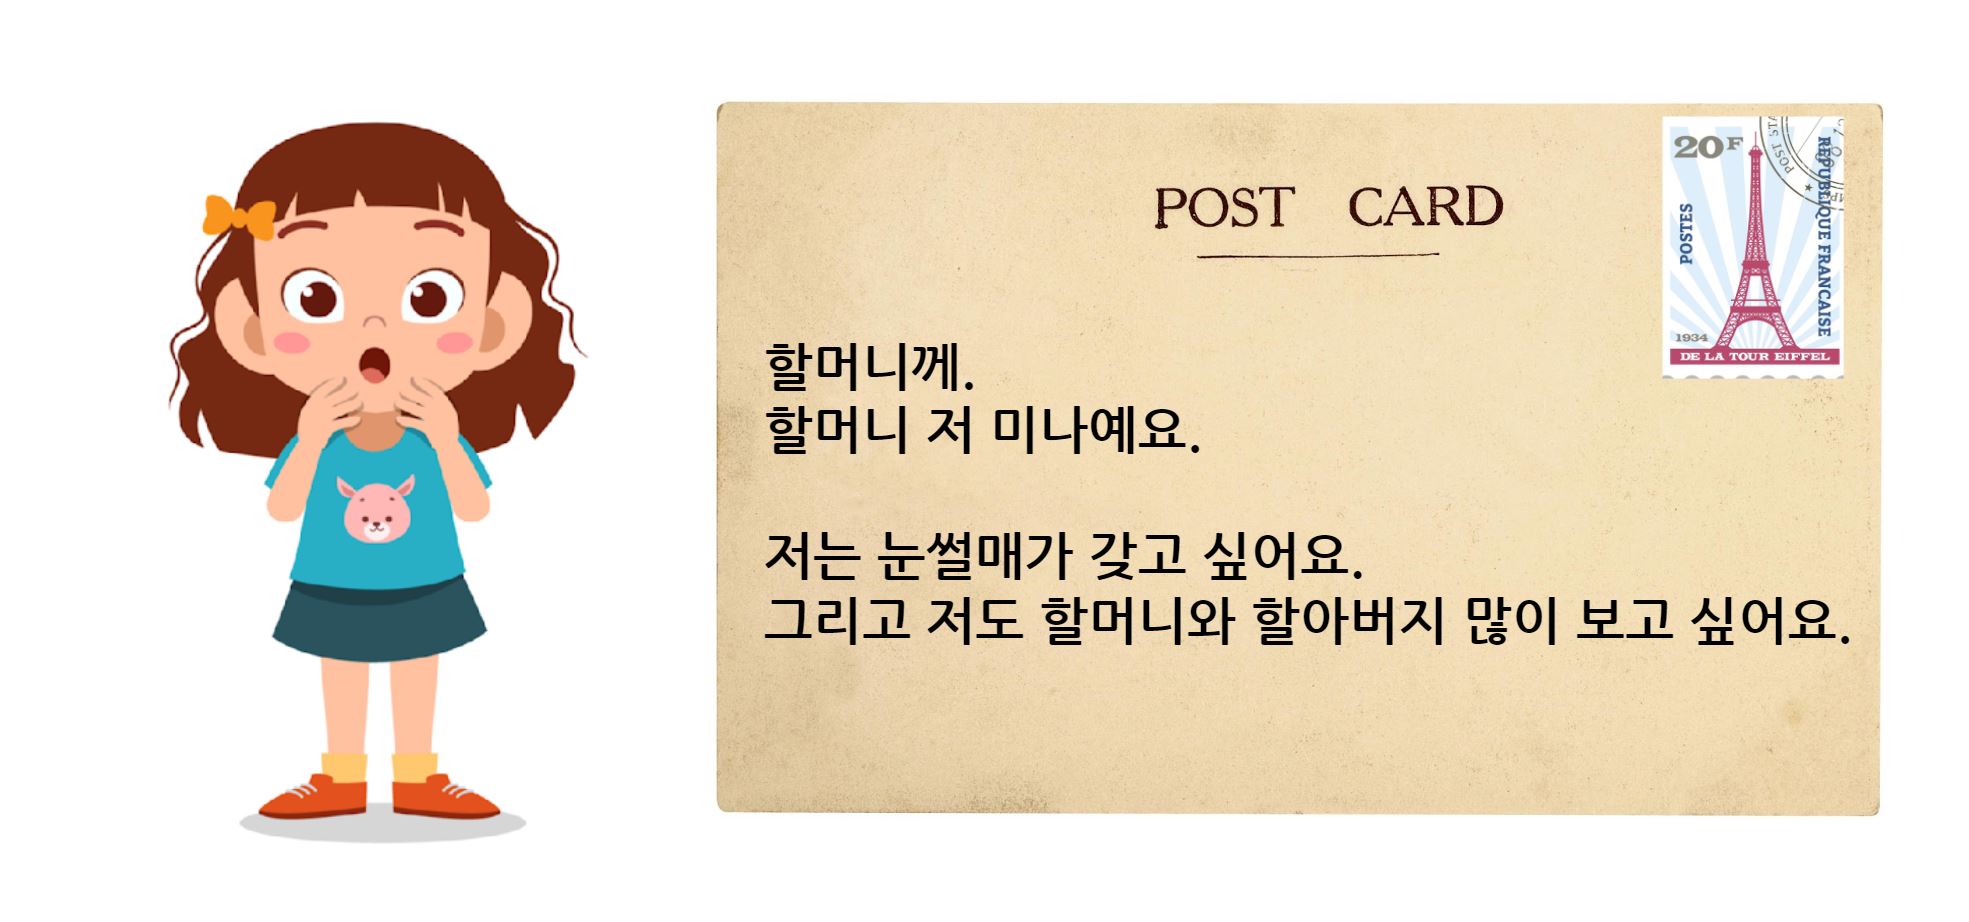 POST CARD
20F
POSTES
REPUBLIQUE FRANCAISE
1934
DE LA TOUR EIFFEL
할머니께.
할머니 저 미나예요.
저는 눈썰매가 갖고 싶어요.
그리고 저도 할머니와 할아버지 많이 보고 싶어요.